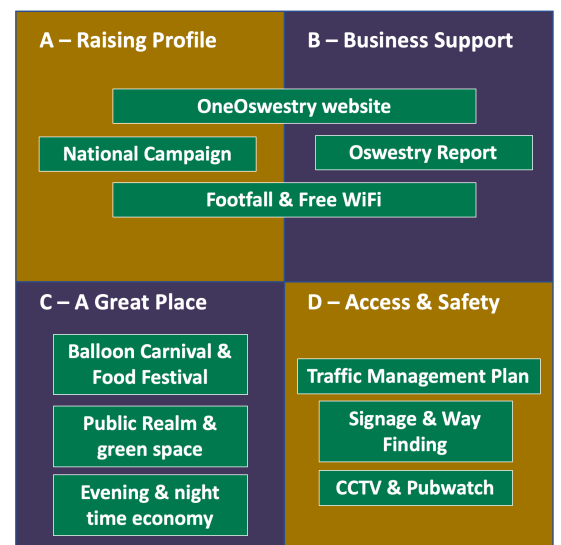 A – Raising Profile
B – Business Support
OneOswestry website
National Campaign
Oswestry Report
Footfall & Free WiFi
C – A Great Place
D – Access & Safety
Balloon Carnival &
Food Festival
Public Realm &
green space
Evening & night
time economy
Traffic Management Plan
Signage & Way
Finding
CCTV & Pubwatch